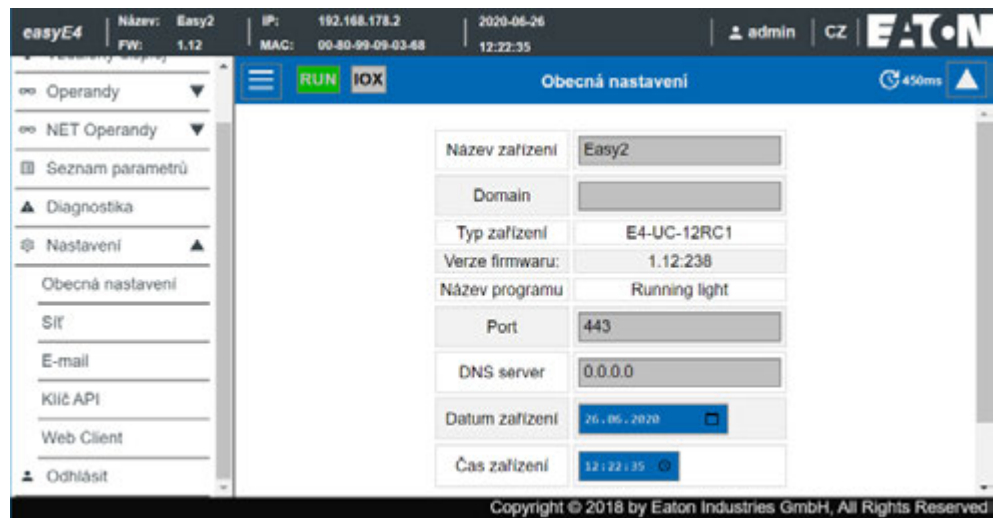 easyE4
Název: Easy2
FW: 1.12
IP: 192.168.178.2
MAC: 00-80-99-09-03-68
2020-06-26
12:22:35
admin
CZ
EATON
Operandy
NET Operandy
Seznam parametrů
Diagnostika
Nastavení
Obecná nastavení
Síť
E-mail
Klíč API
Web Client
Odhlásit
RUN IOX
Obecná nastavení
450ms
Název zařízení Easy2
Domain
Typ zařízení E4-UC-12RC1
Verze firmwaru: 1.12:238
Název programu Running light
Port 443
DNS server 0.0.0.0
Datum zařízení 26.06.2020
Čas zařízení 12:22:35
Copyright © 2018 by Eaton Industries GmbH, All Rights Reserved